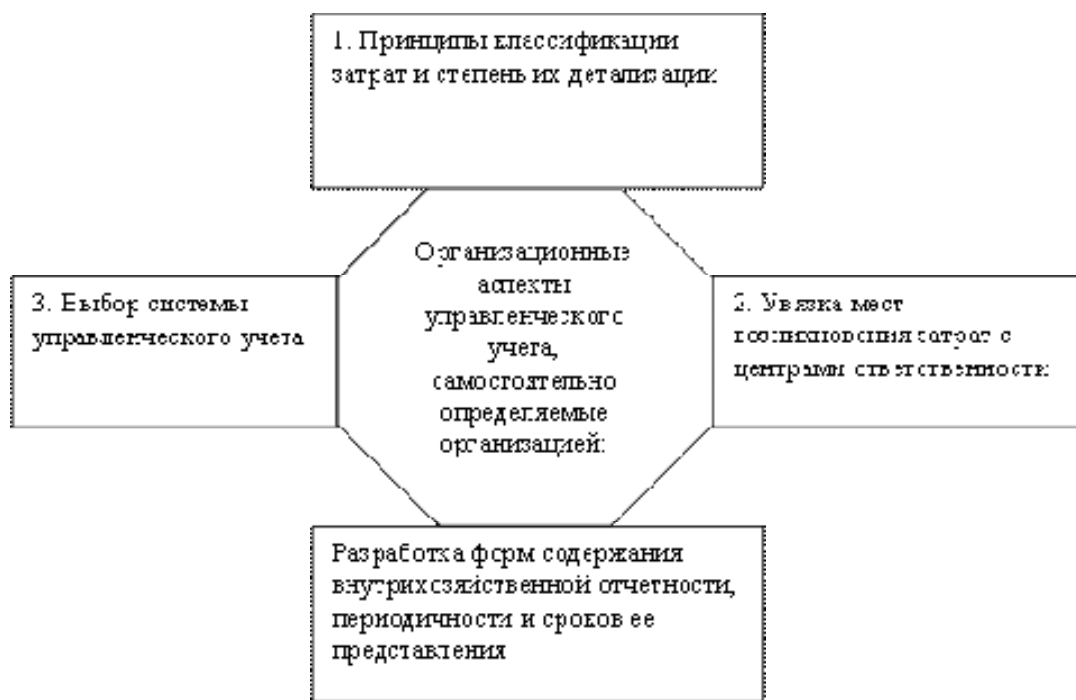 1. Принципы классификации
затрат и степень их детализации
Организационные
аспекты
управленческого
учета,
самостоятельно
определяемые
организацией:
3. Выбор системы
управленческого учета
2. Увязка мест
возникновения затрат с
центрами ответственности
Разработка форм содержания
внутрихозяйственной отчетности,
периодичности и сроков ее
представления